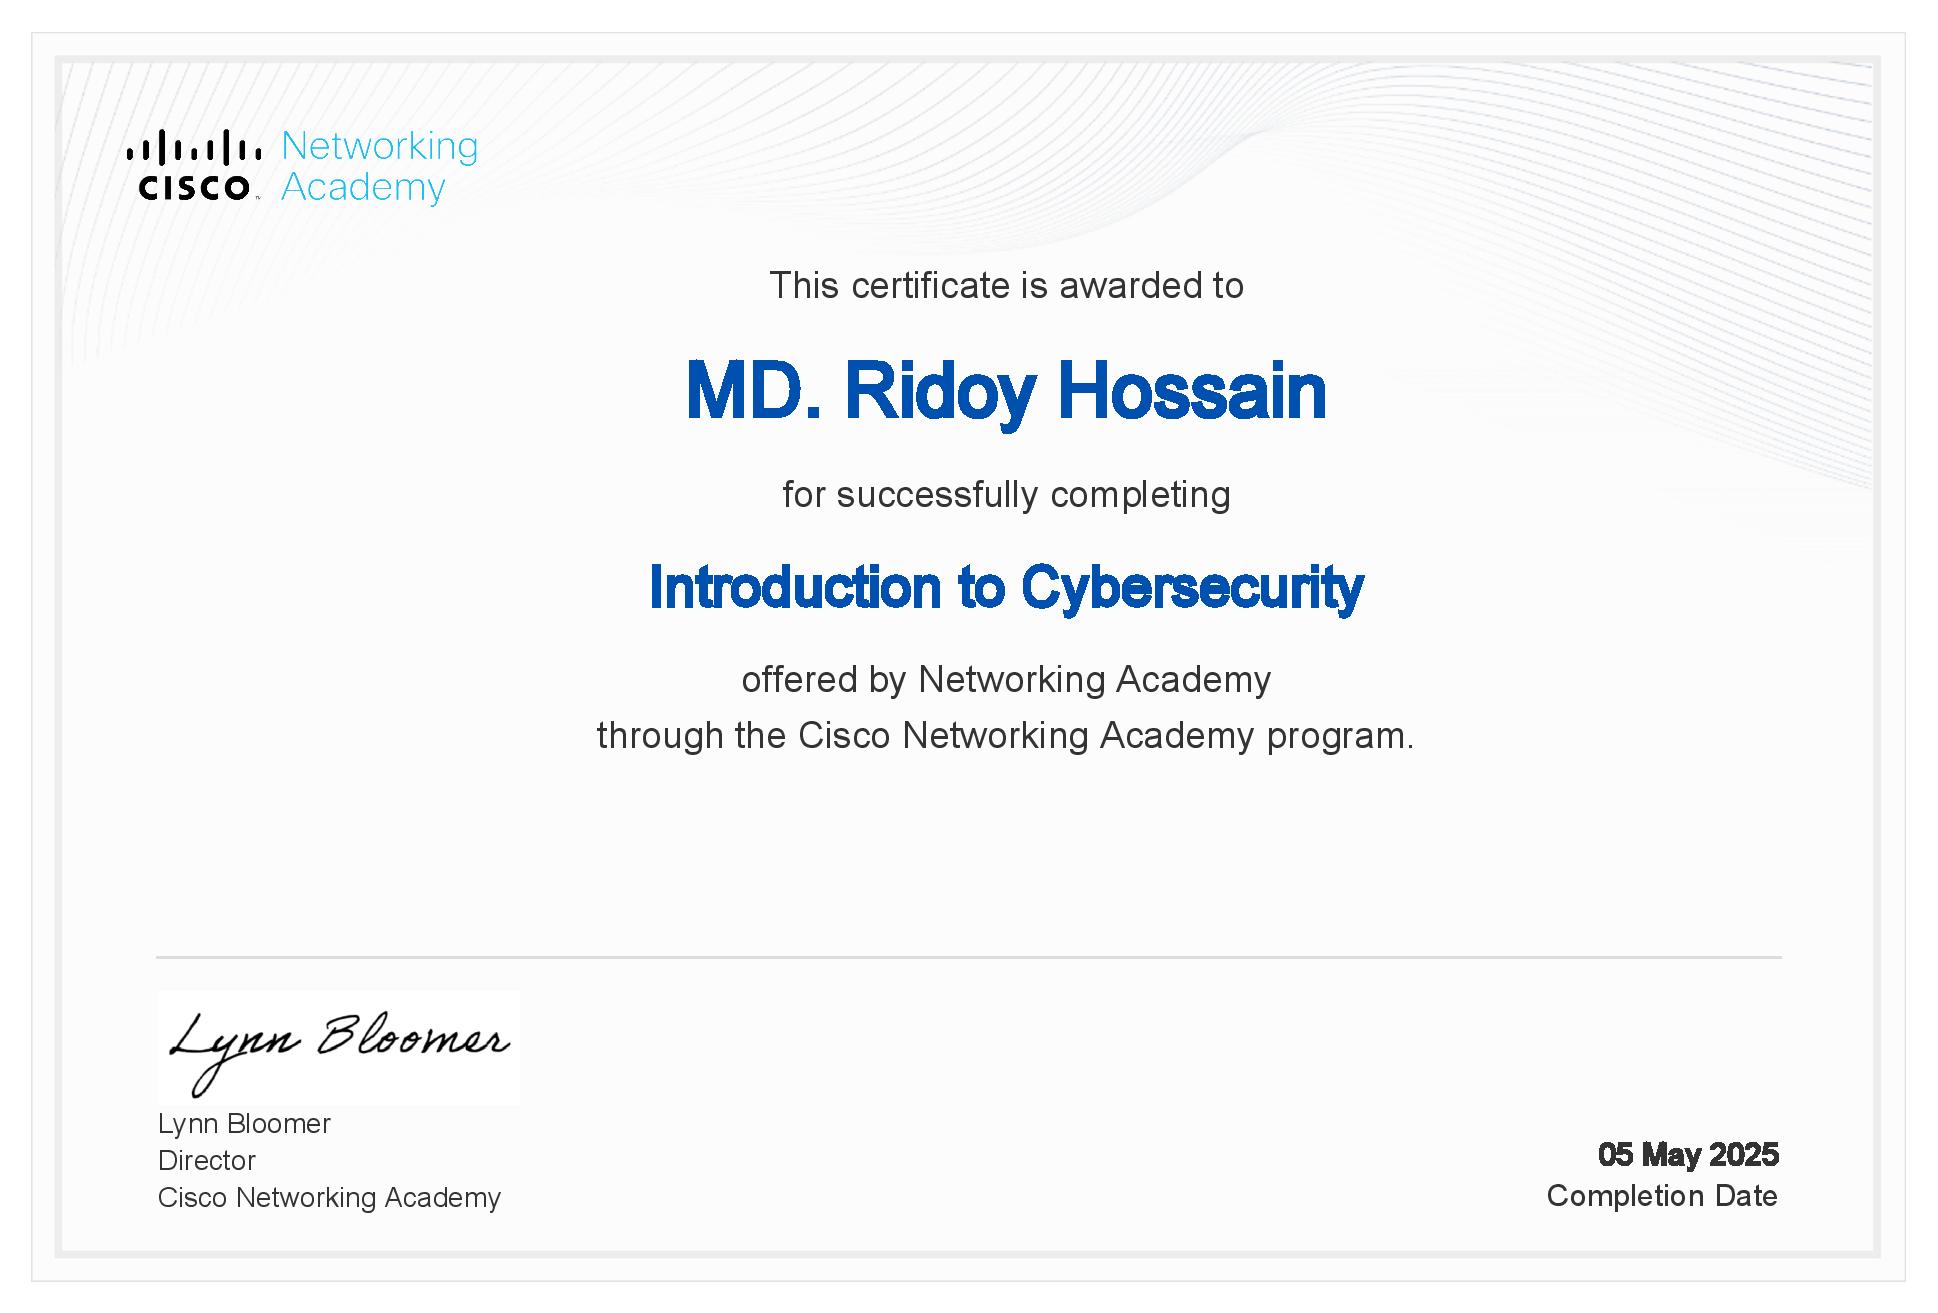 Networking
cisco Academy
This certificate is awarded to
MD. Ridoy Hossain
for successfully completing
Introduction to Cybersecurity
offered by Networking Academy
through the Cisco Networking Academy program.
Lynn Bloomer
Lynn Bloomer
Director
Cisco Networking Academy
05 May 2025
Completion Date